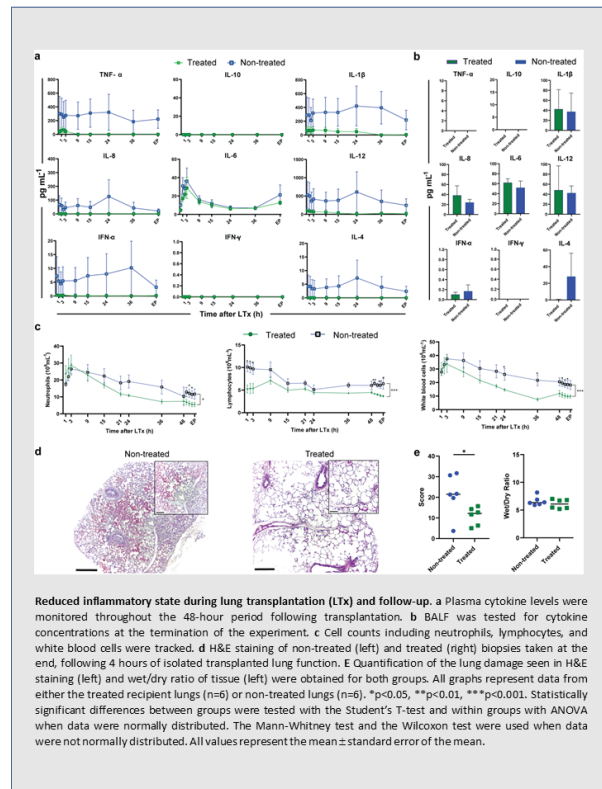 a
Treated
Non-treated
b
Treated
Non-treated
TNF- α
IL-10
IL-1β
TNF-α
IL-10
IL-1β
IL-8
IL-6
IL-12
IL-8
IL-6
IL-12
IFN-α
IFN-γ
IL-4
IFN-α
IFN-γ
IL-4
pg mL⁻¹
pg mL⁻¹
Time after LTx (h)
c
Treated
Non-treated
Neutrophils (10⁶mL⁻¹)
Lymphocytes (10⁶mL⁻¹)
White blood cells (10⁶mL⁻¹)
Time after LTx (h)
Time after LTx (h)
Time after LTx (h)
d
Non-treated
Treated
e
Score
Non-treated
Treated
Wet/Dry Ratio
Non-treated
Treated
Reduced inflammatory state during lung transplantation (LTx) and follow-up. a Plasma cytokine levels were
monitored throughout the 48-hour period following transplantation. b BALF was tested for cytokine
concentrations at the termination of the experiment. c Cell counts including neutrophils, lymphocytes, and
white blood cells were tracked. d H&E staining of non-treated (left) and treated (right) biopsies taken at the
end, following 4 hours of isolated transplanted lung function. E Quantification of the lung damage seen in H&E
staining (left) and wet/dry ratio of tissue (left) were obtained for both groups. All graphs represent data from
either the treated recipient lungs (n=6) or non-treated lungs (n=6). *p<0.05, **p<0.01, ***p<0.001. Statistically
significant differences between groups were tested with the Student's T-test and within groups with ANOVA
when data were normally distributed. The Mann-Whitney test and the Wilcoxon test were used when data
were not normally distributed. All values represent the mean ± standard error of the mean.